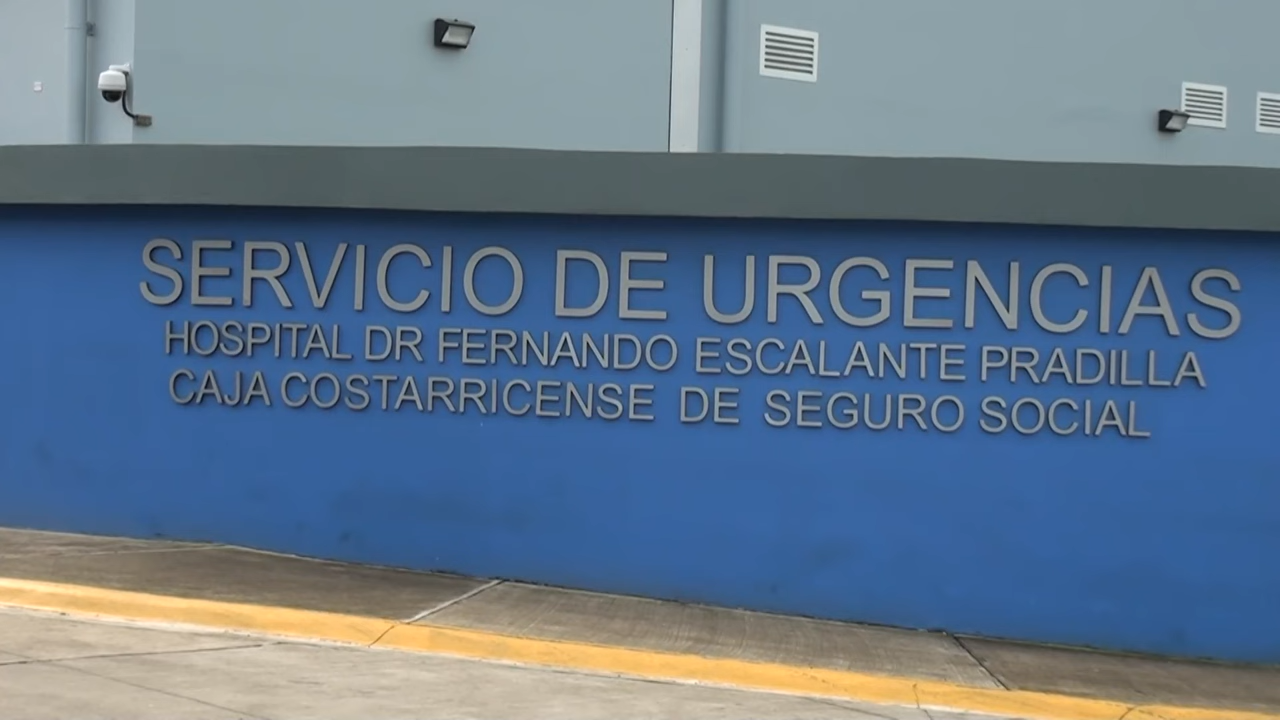 SERVICIO DE URGENCIAS
HOSPITAL DR FERNANDO ESCALANTE PRADILLA
CAJA COSTARRICENSE DE SEGURO SOCIAL